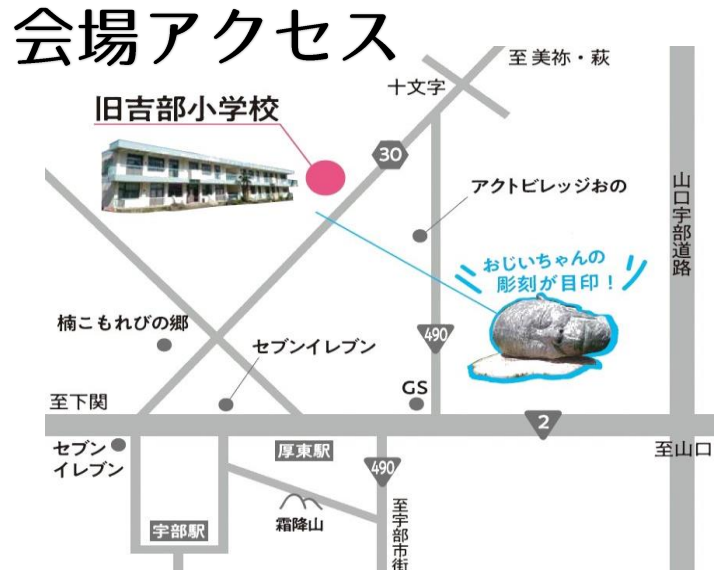 会場アクセス
至 美祢・萩
十文字
旧吉部小学校
30
アクトビレッジおの
山口宇部道路
おじいちゃんの
彫刻が目印！
楠こもれびの郷
セブンイレブン
490
GS
至下関
2
セブン
イレブン
厚東駅
490
至山口
霜降山
宇部駅
至宇部市街